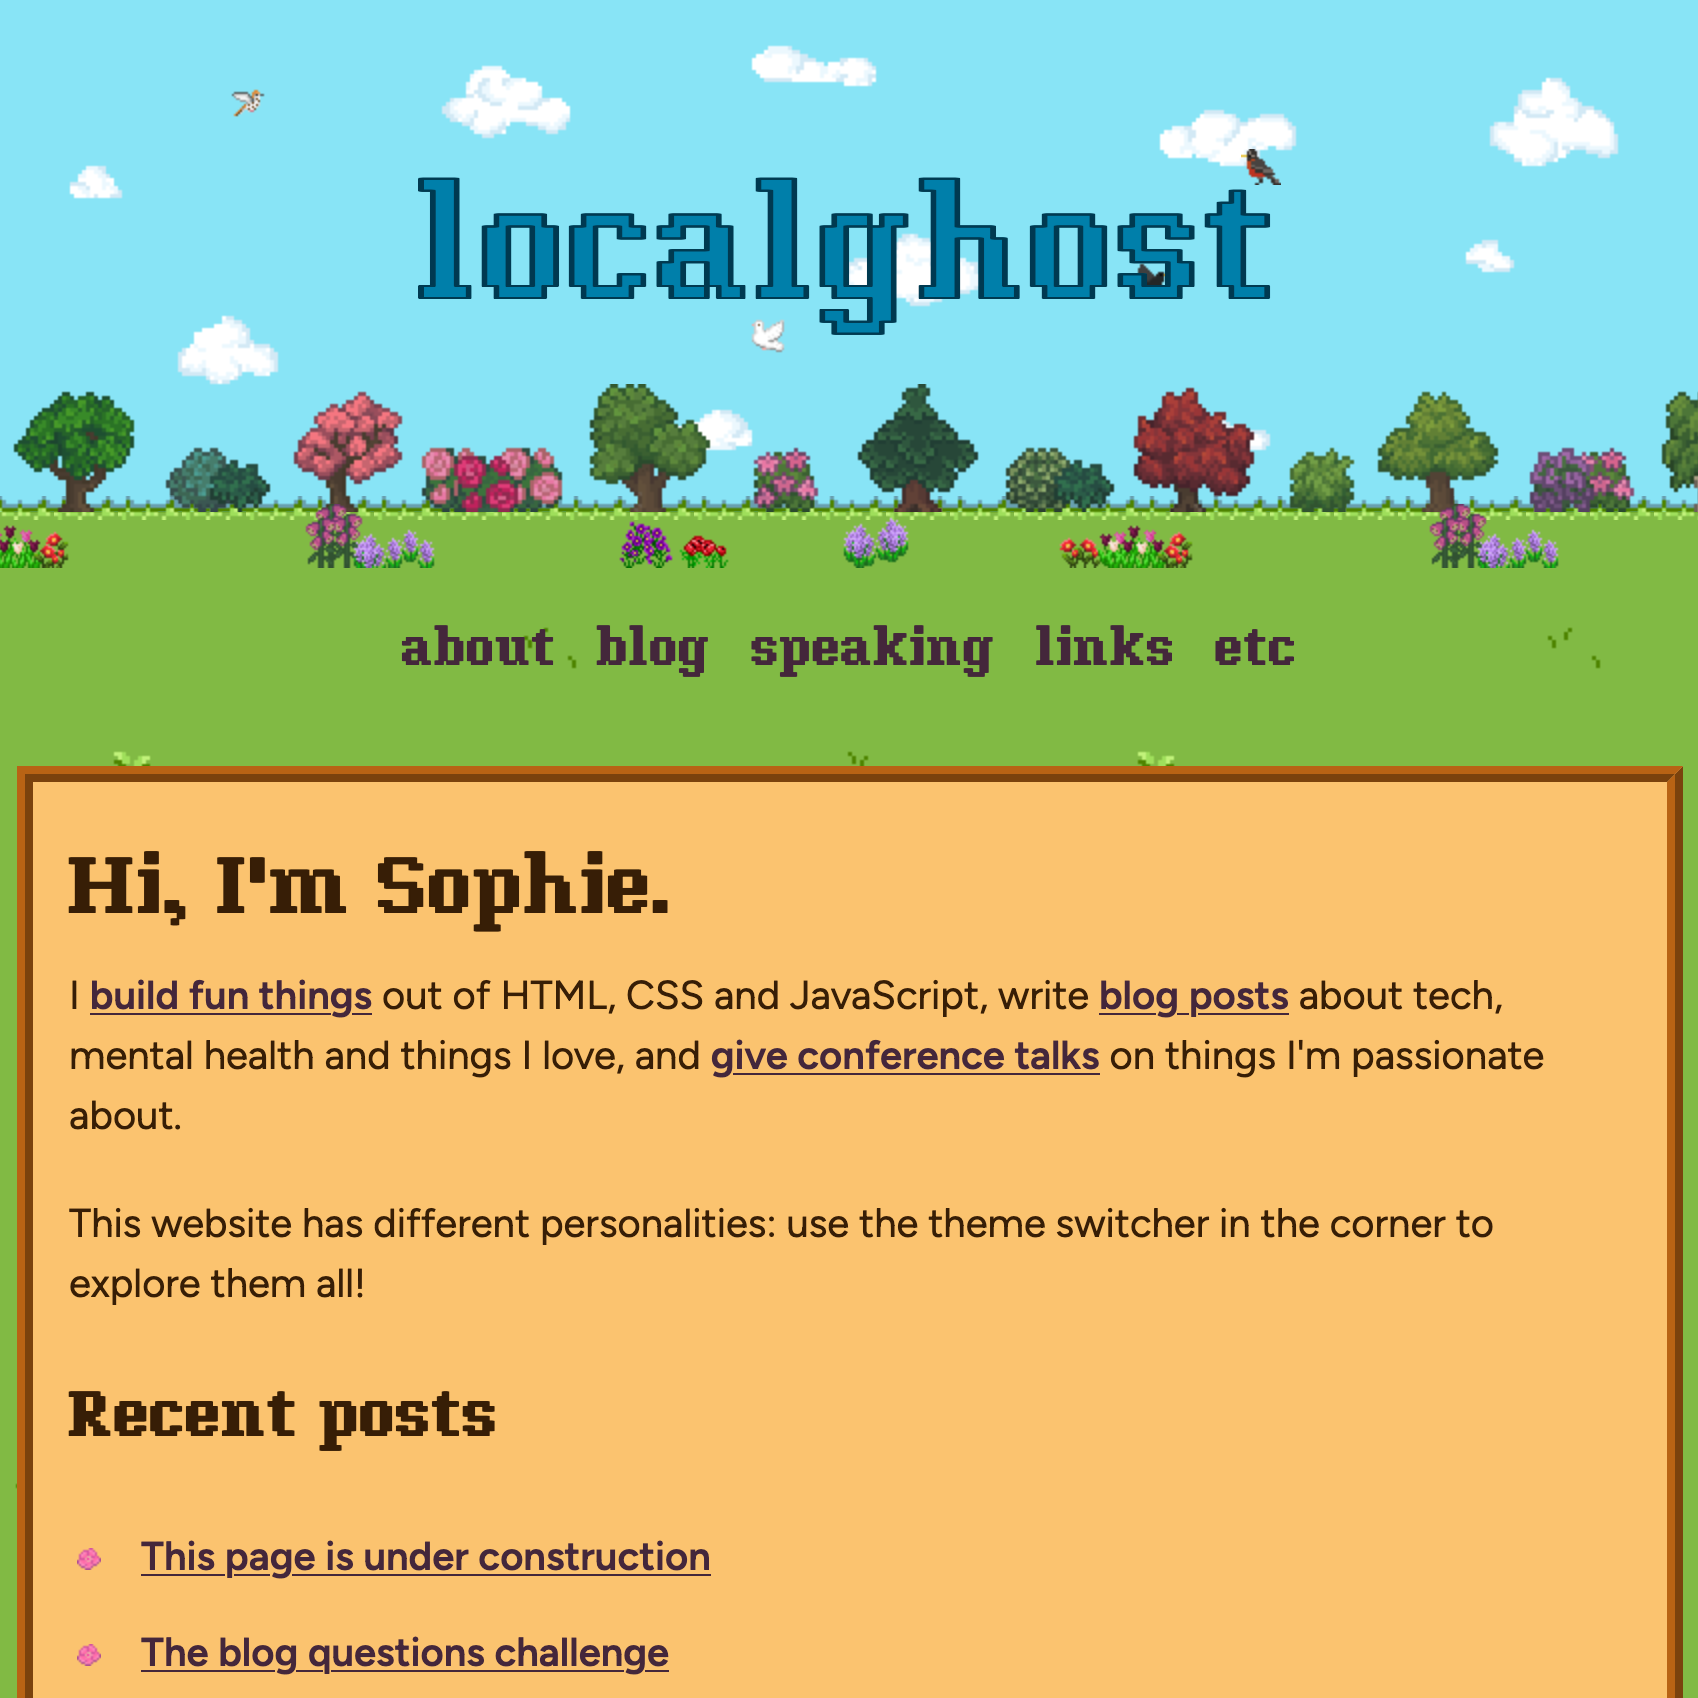 localghost
about blog speaking links etc
Hi, I'm Sophie.
I build fun things out of HTML, CSS and JavaScript, write blog posts about tech,
mental health and things I love, and give conference talks on things I'm passionate
about.
This website has different personalities: use the theme switcher in the corner to
explore them all!
Recent posts
This page is under construction
The blog questions challenge